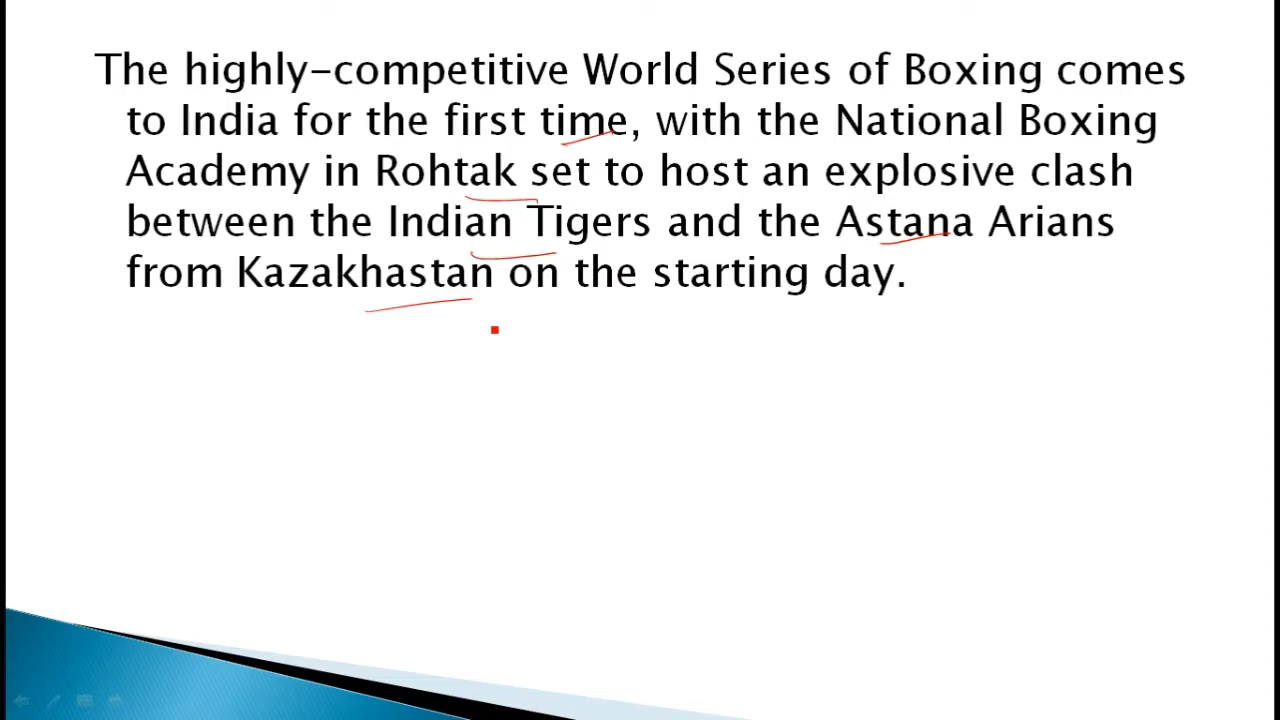 The highly-competitive World Series of Boxing comes
to India for the first time, with the National Boxing
Academy in Rohtak set to host an explosive clash
between the Indian Tigers and the Astana Arians
from Kazakhastan on the starting day.